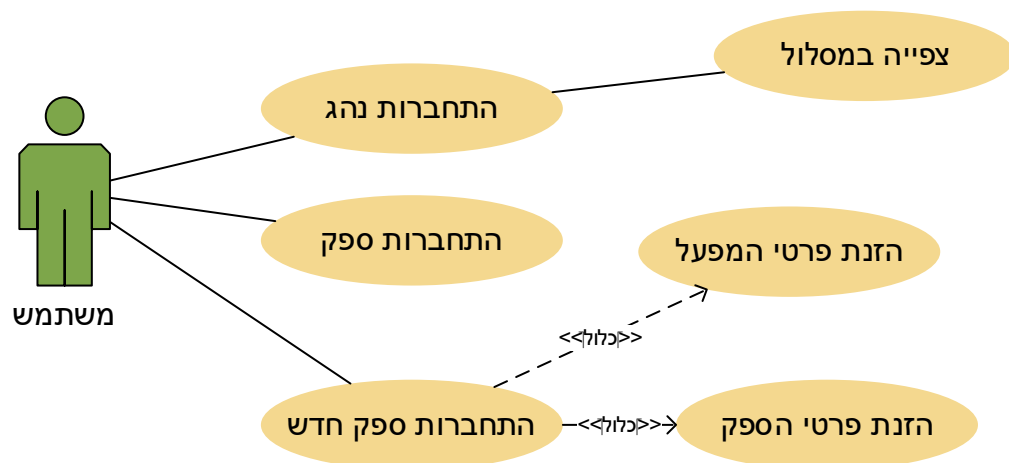 צפייה במסלול
התחברות נהג
התחברות ספק
הזנת פרטי המפעל
משתמש
<<כלול>>
התחברות ספק חדש
<<כלול>>
הזנת פרטי הספק